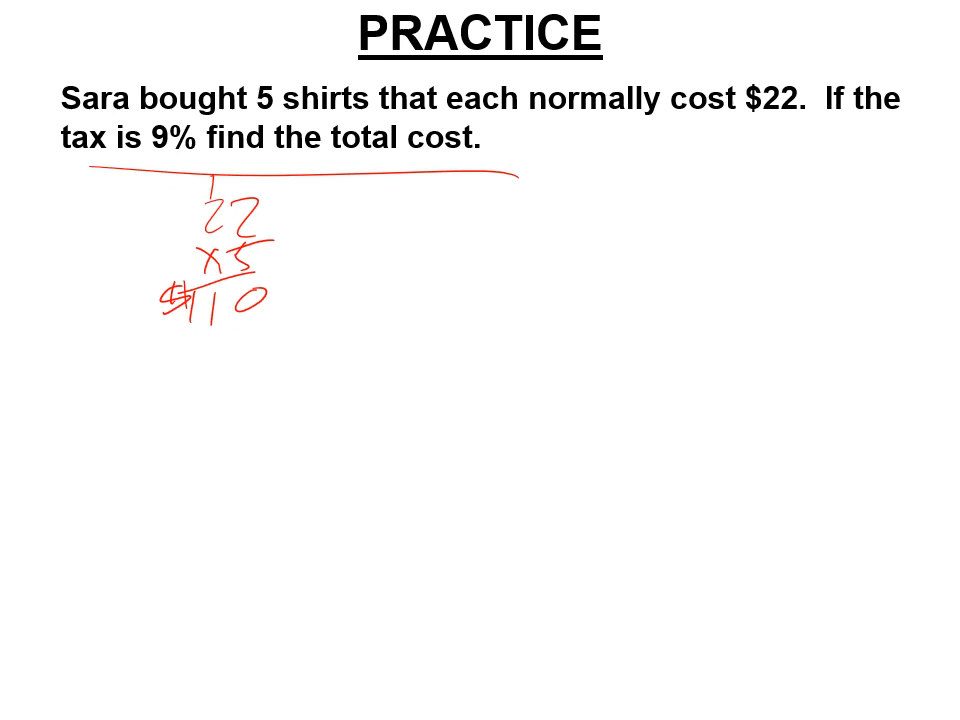 PRACTICE
Sara bought 5 shirts that each normally cost $22. If the
tax is 9% find the total cost.
1
22
x5
$110